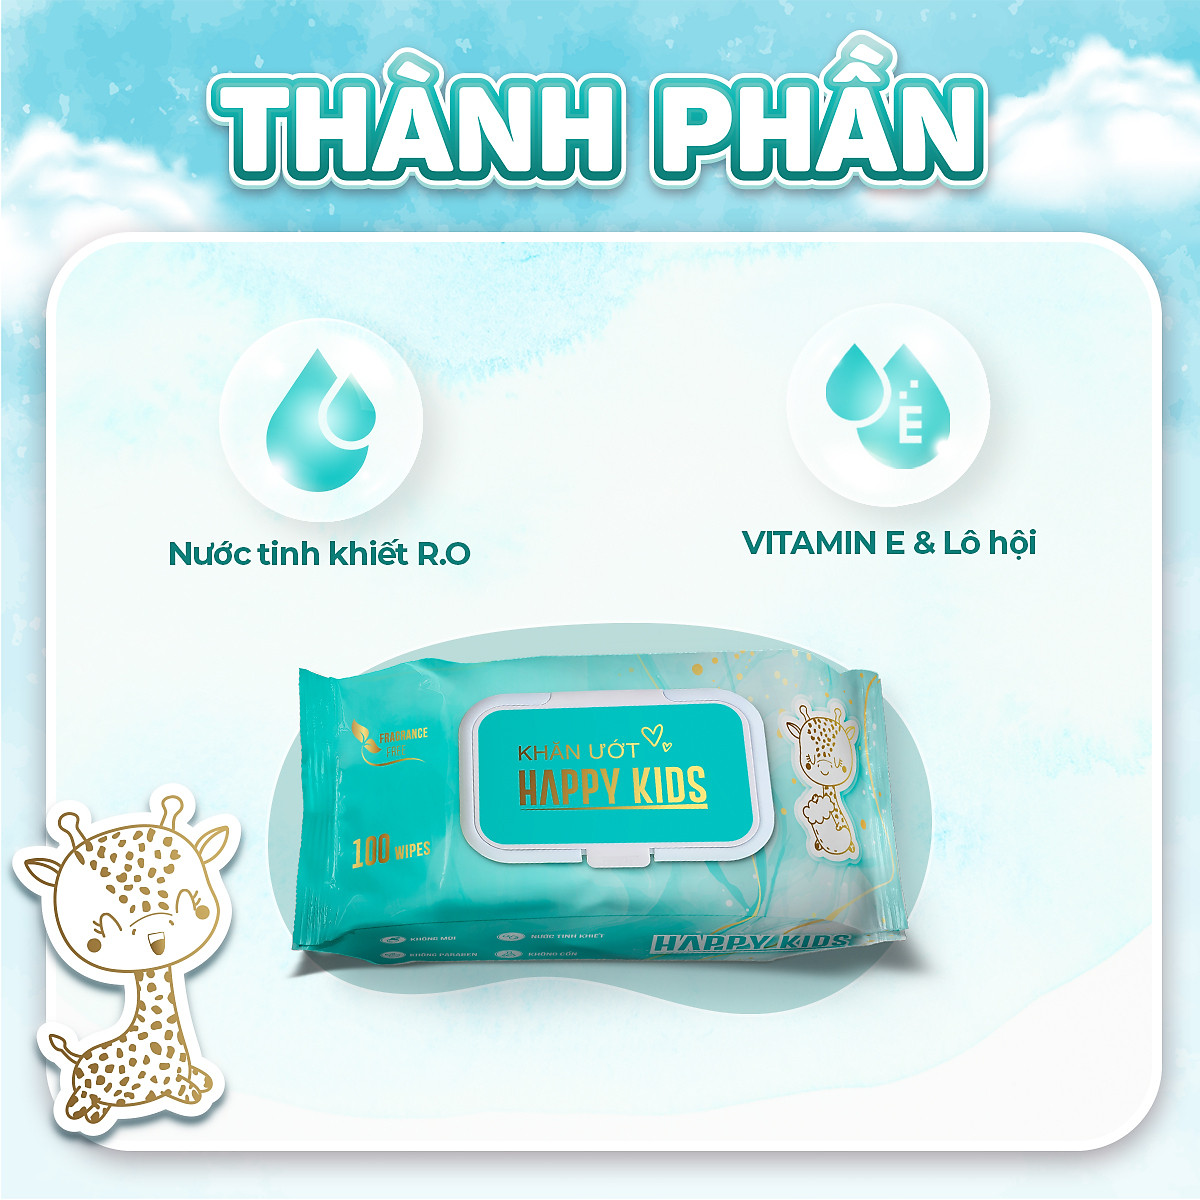 THÀNH PHẦN
E
Nước tinh khiết R.O
VITAMIN E & Lô hội
FRAGRANCE
FREE
100 WIPES
KHĂN ƯỚT
HAPPY KIDS
KHÔNG MÙI
NƯỚC TINH KHIẾT
KHÔNG PARABEN
KHÔNG CỒN
HAPPY KIDS